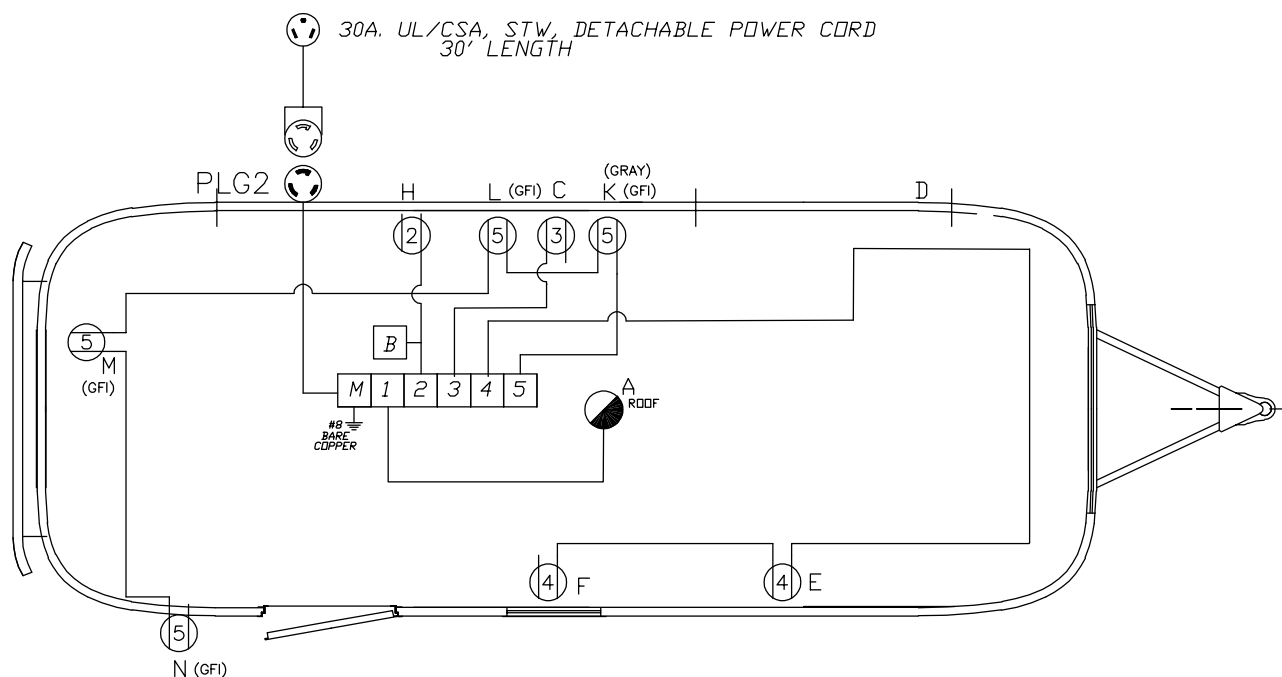 30A. UL/CSA, STW, DETACHABLE POWER CORD
30' LENGTH
PLG2
(GRAY)
H
L (GFI)
C
K (GFI)
D
2
5
3
5
5
M
(GFI)
B
M 1 2 3 4 5
A
ROOF
#8
BARE
COPPER
4
F
4
E
5
N (GFI)